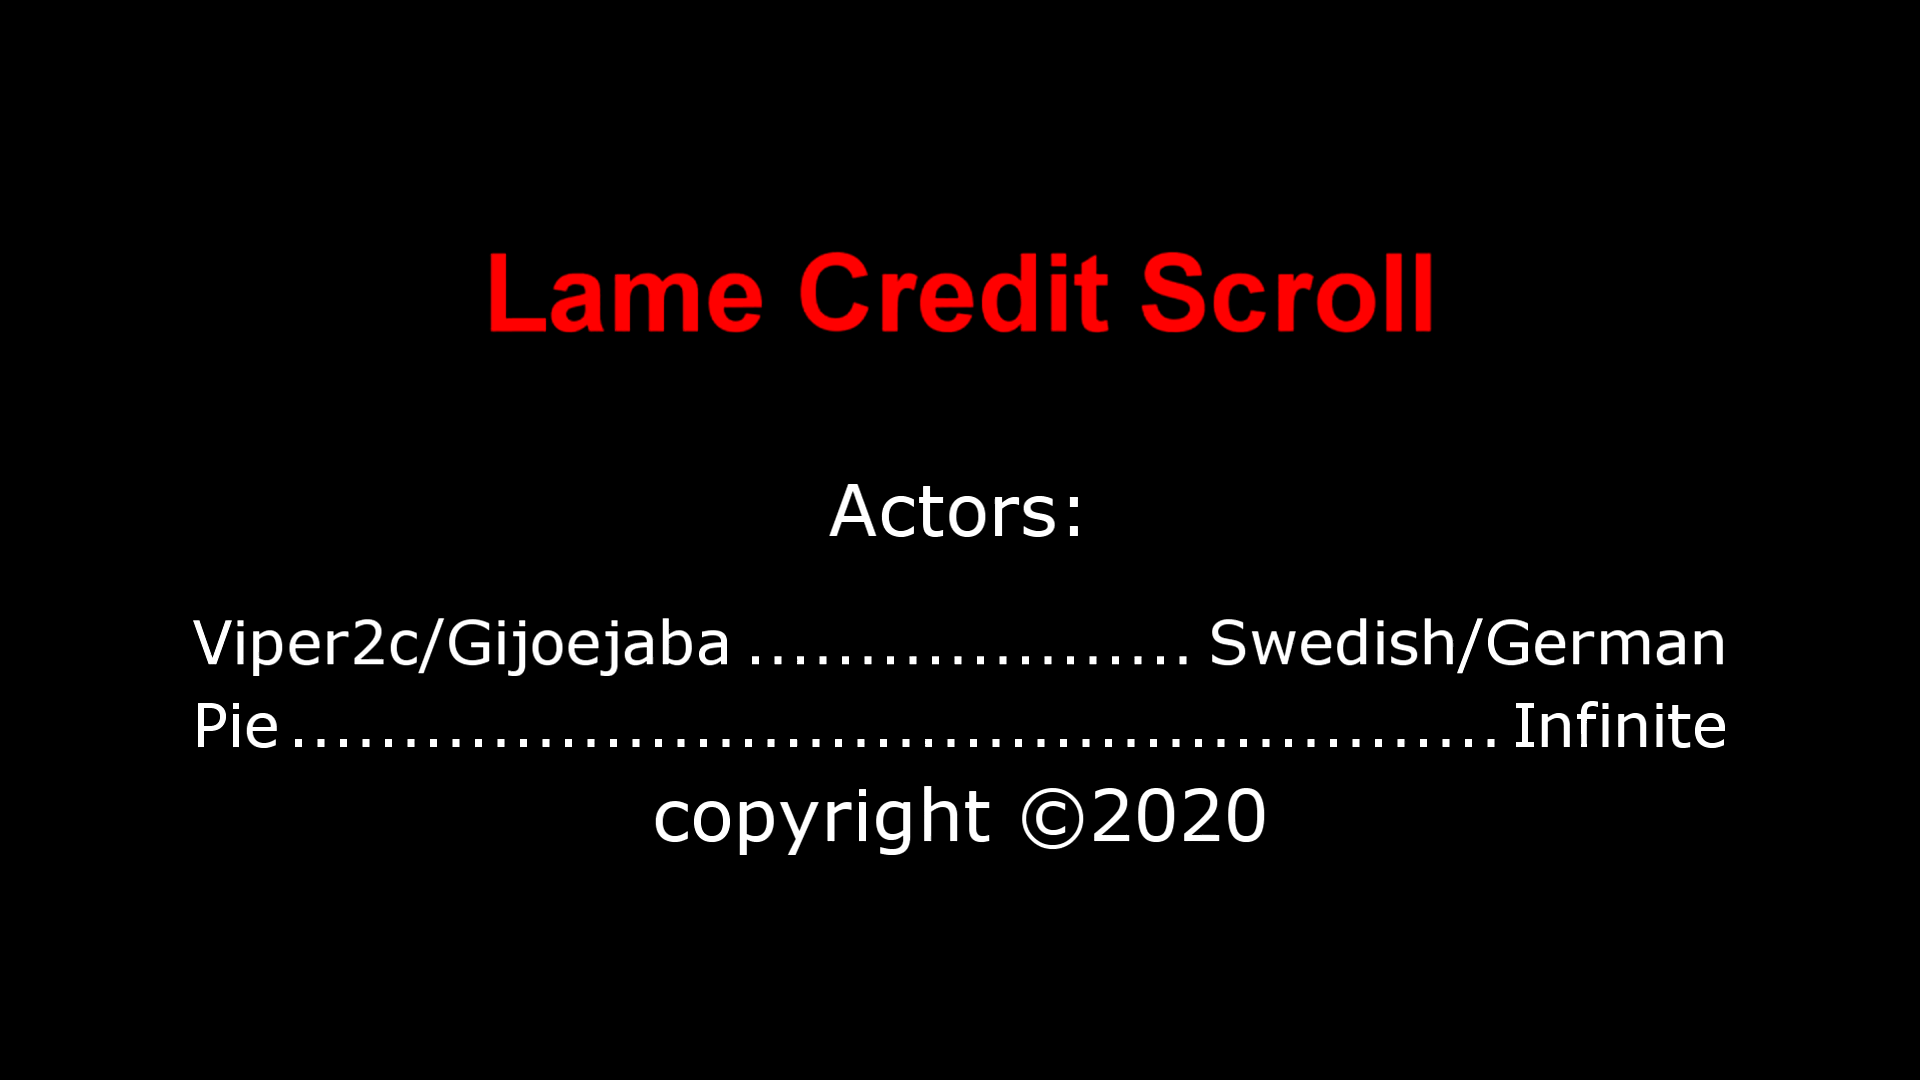 Lame Credit Scroll
Actors:
Viper2c/Gijoejaba .................... Swedish/German
Pie ...................................................... Infinite
copyright ©2020